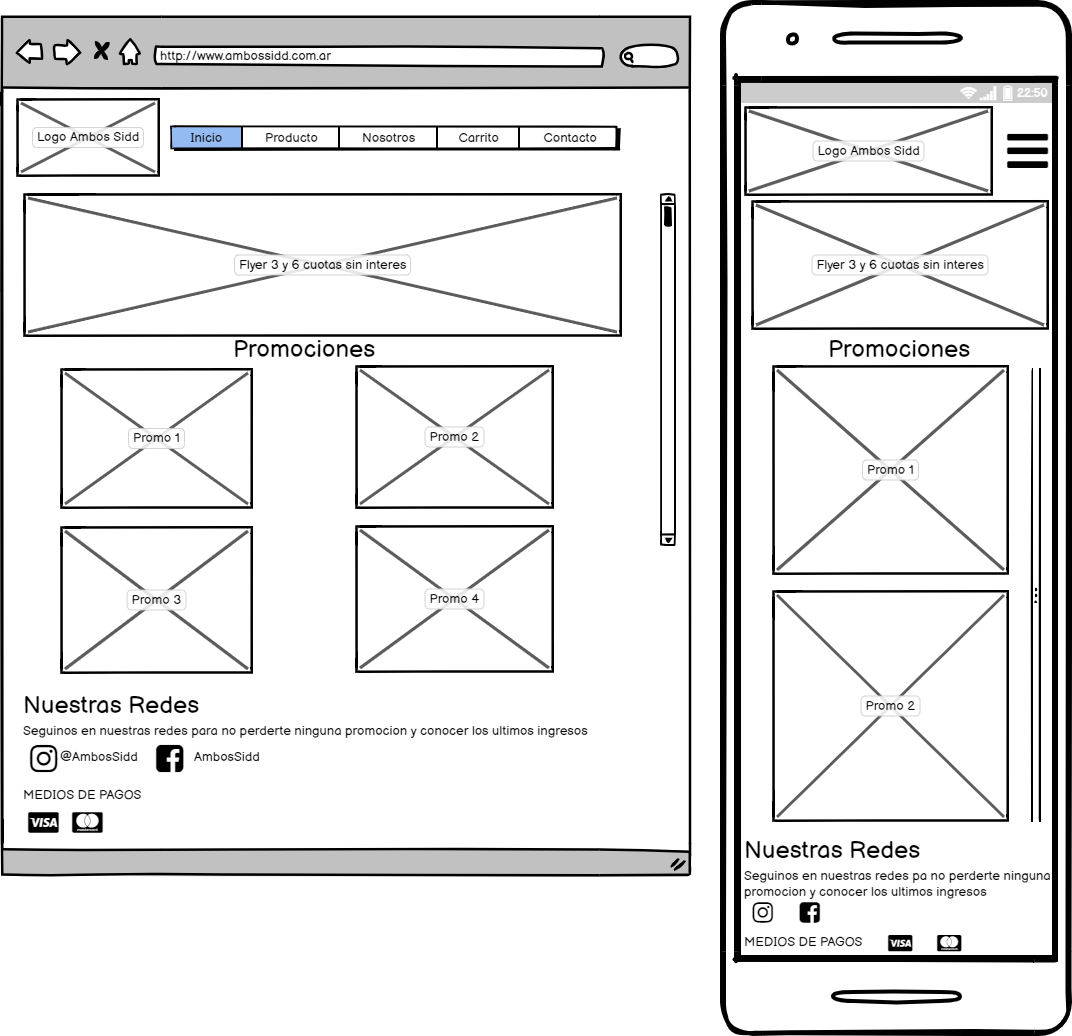 http://www.ambossidd.com.ar
Logo Ambos Sidd
Inicio
Producto
Nosotros
Carrito
Contacto
Flyer 3 y 6 cuotas sin interes
Promociones
Promo 1
Promo 2
Promo 3
Promo 4
Nuestras Redes
Seguinos en nuestras redes para no perderte ninguna promocion y conocer los ultimos ingresos
@AmbosSidd
AmbosSidd
MEDIOS DE PAGOS
VISA
mastercard
22:50
Logo Ambos Sidd
Flyer 3 y 6 cuotas sin interes
Promociones
Promo 1
Promo 2
Nuestras Redes
Seguinos en nuestras redes pa no perderte ninguna
promocion y conocer los ultimos ingresos
MEDIOS DE PAGOS
VISA